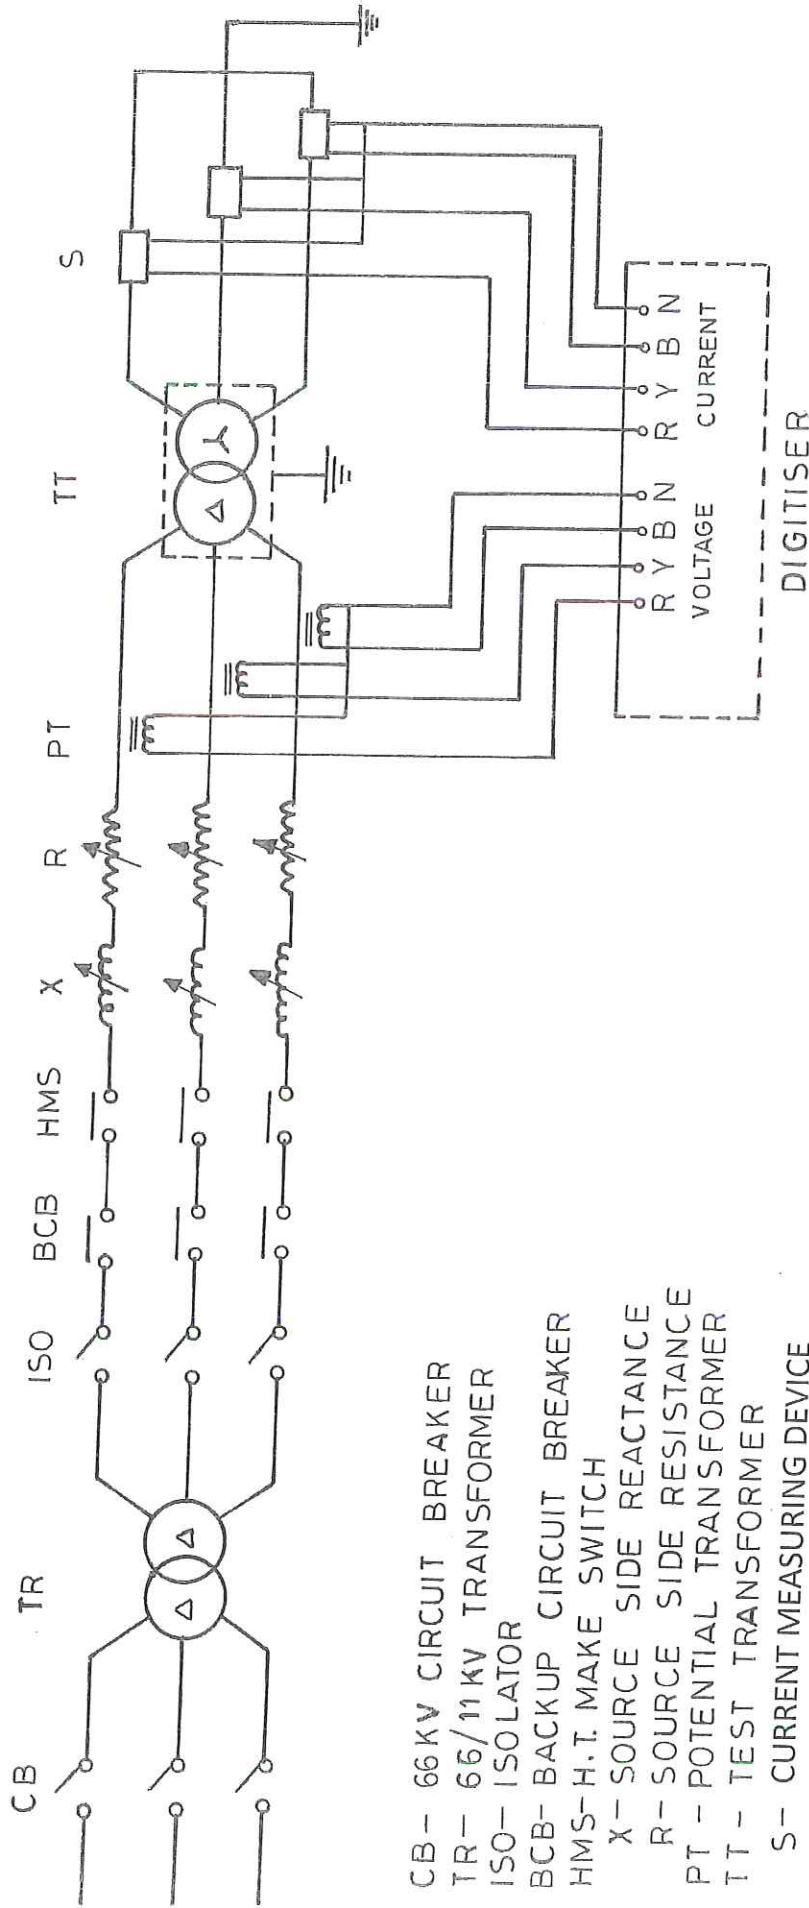 CB TR ISO BCB HMS X R PT TT S
R Y B N R Y B N
VOLTAGE CURRENT
DIGITISER
CB - 66KV CIRCUIT BREAKER
TR - 66/11KV TRANSFORMER
ISO - ISOLATOR
BCB - BACKUP CIRCUIT BREAKER
HMS - H.T. MAKE SWITCH
X - SOURCE SIDE REACTANCE
R - SOURCE SIDE RESISTANCE
PT - POTENTIAL TRANSFORMER
TT - TEST TRANSFORMER
S - CURRENT MEASURING DEVICE